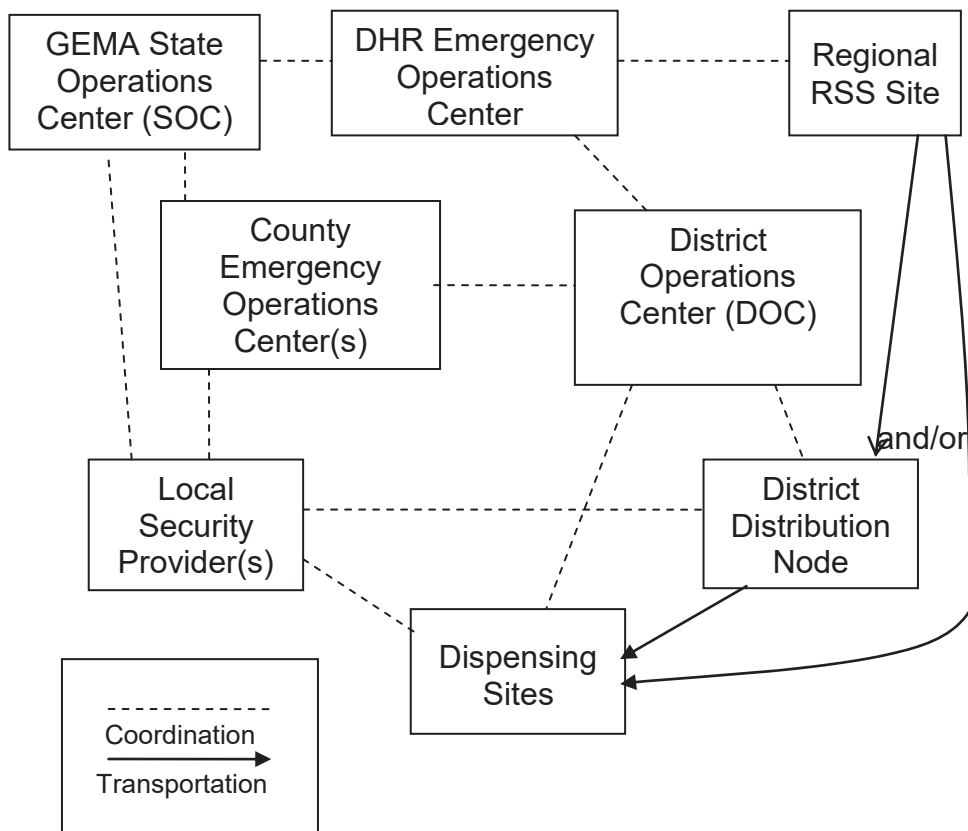 GEMA State
Operations
Center (SOC)
DHR Emergency
Operations
Center
Regional
RSS Site
County
Emergency
Operations
Center(s)
District
Operations
Center (DOC)
and/or
Local
Security
Provider(s)
District
Distribution
Node
Dispensing
Sites
Coordination
Transportation